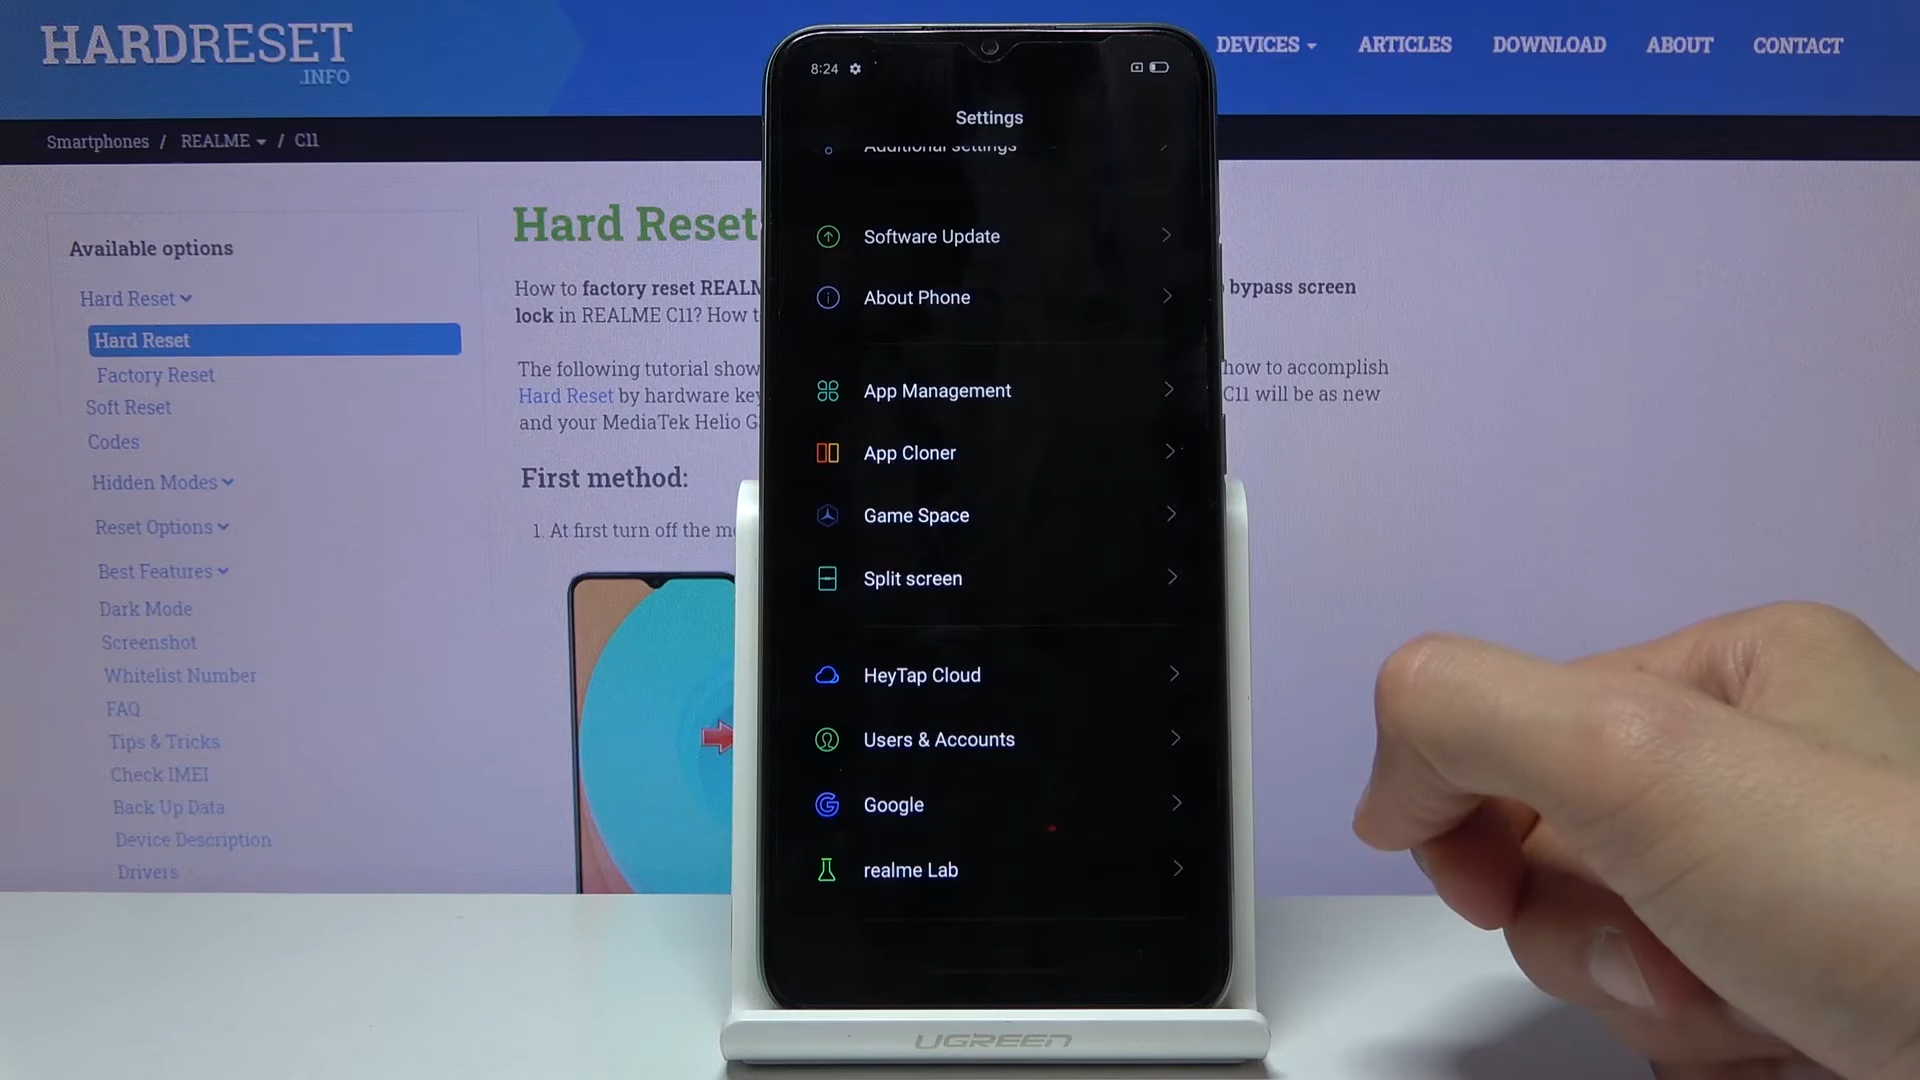 HARDRESET
.INFO
DEVICES
ARTICLES
DOWNLOAD
ABOUT
CONTACT
Smartphones / REALME / C11
Available options
Hard Reset
Hard Reset
Factory Reset
Soft Reset
Codes
Hidden Modes
Reset Options
Best Features
Dark Mode
Screenshot
Whitelist Number
FAQ
Tips & Tricks
Check IMEI
Back Up Data
Device Description
Drivers
Hard Reset
How to factory reset REALM
bypass screen
lock in REALME C11? How t
The following tutorial show
how to accomplish
Hard Reset by hardware key
C11 will be as new
and your MediaTek Helio G
First method:
1. At first turn off the m
8:24
Settings
Additional settings
Software Update
About Phone
App Management
App Cloner
Game Space
Split screen
HeyTap Cloud
Users & Accounts
Google
realme Lab
UGREEN